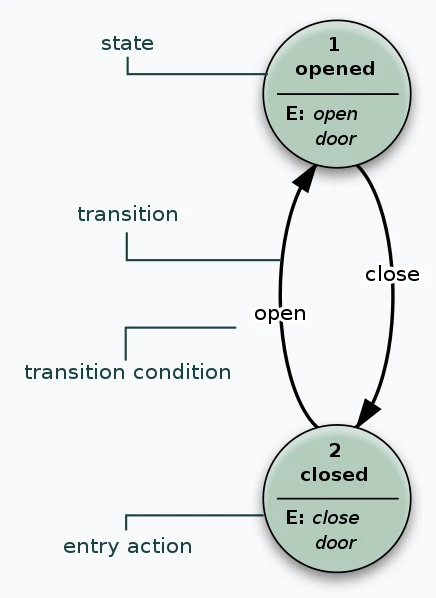 state
1
opened
E: open
door
transition
close
open
transition condition
2
closed
E: close
door
entry action